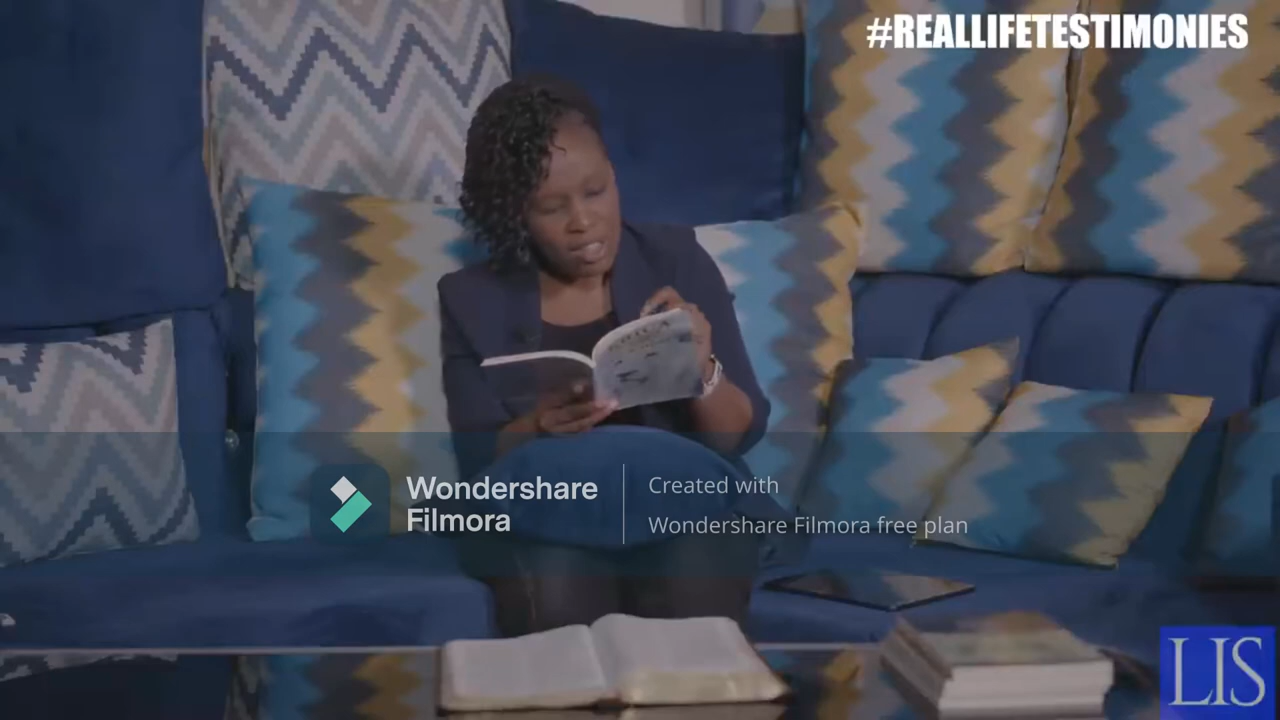 #REALLIFETESTIMONIES
Wondershare
Filmora
Created with
Wondershare Filmora free plan
LIS